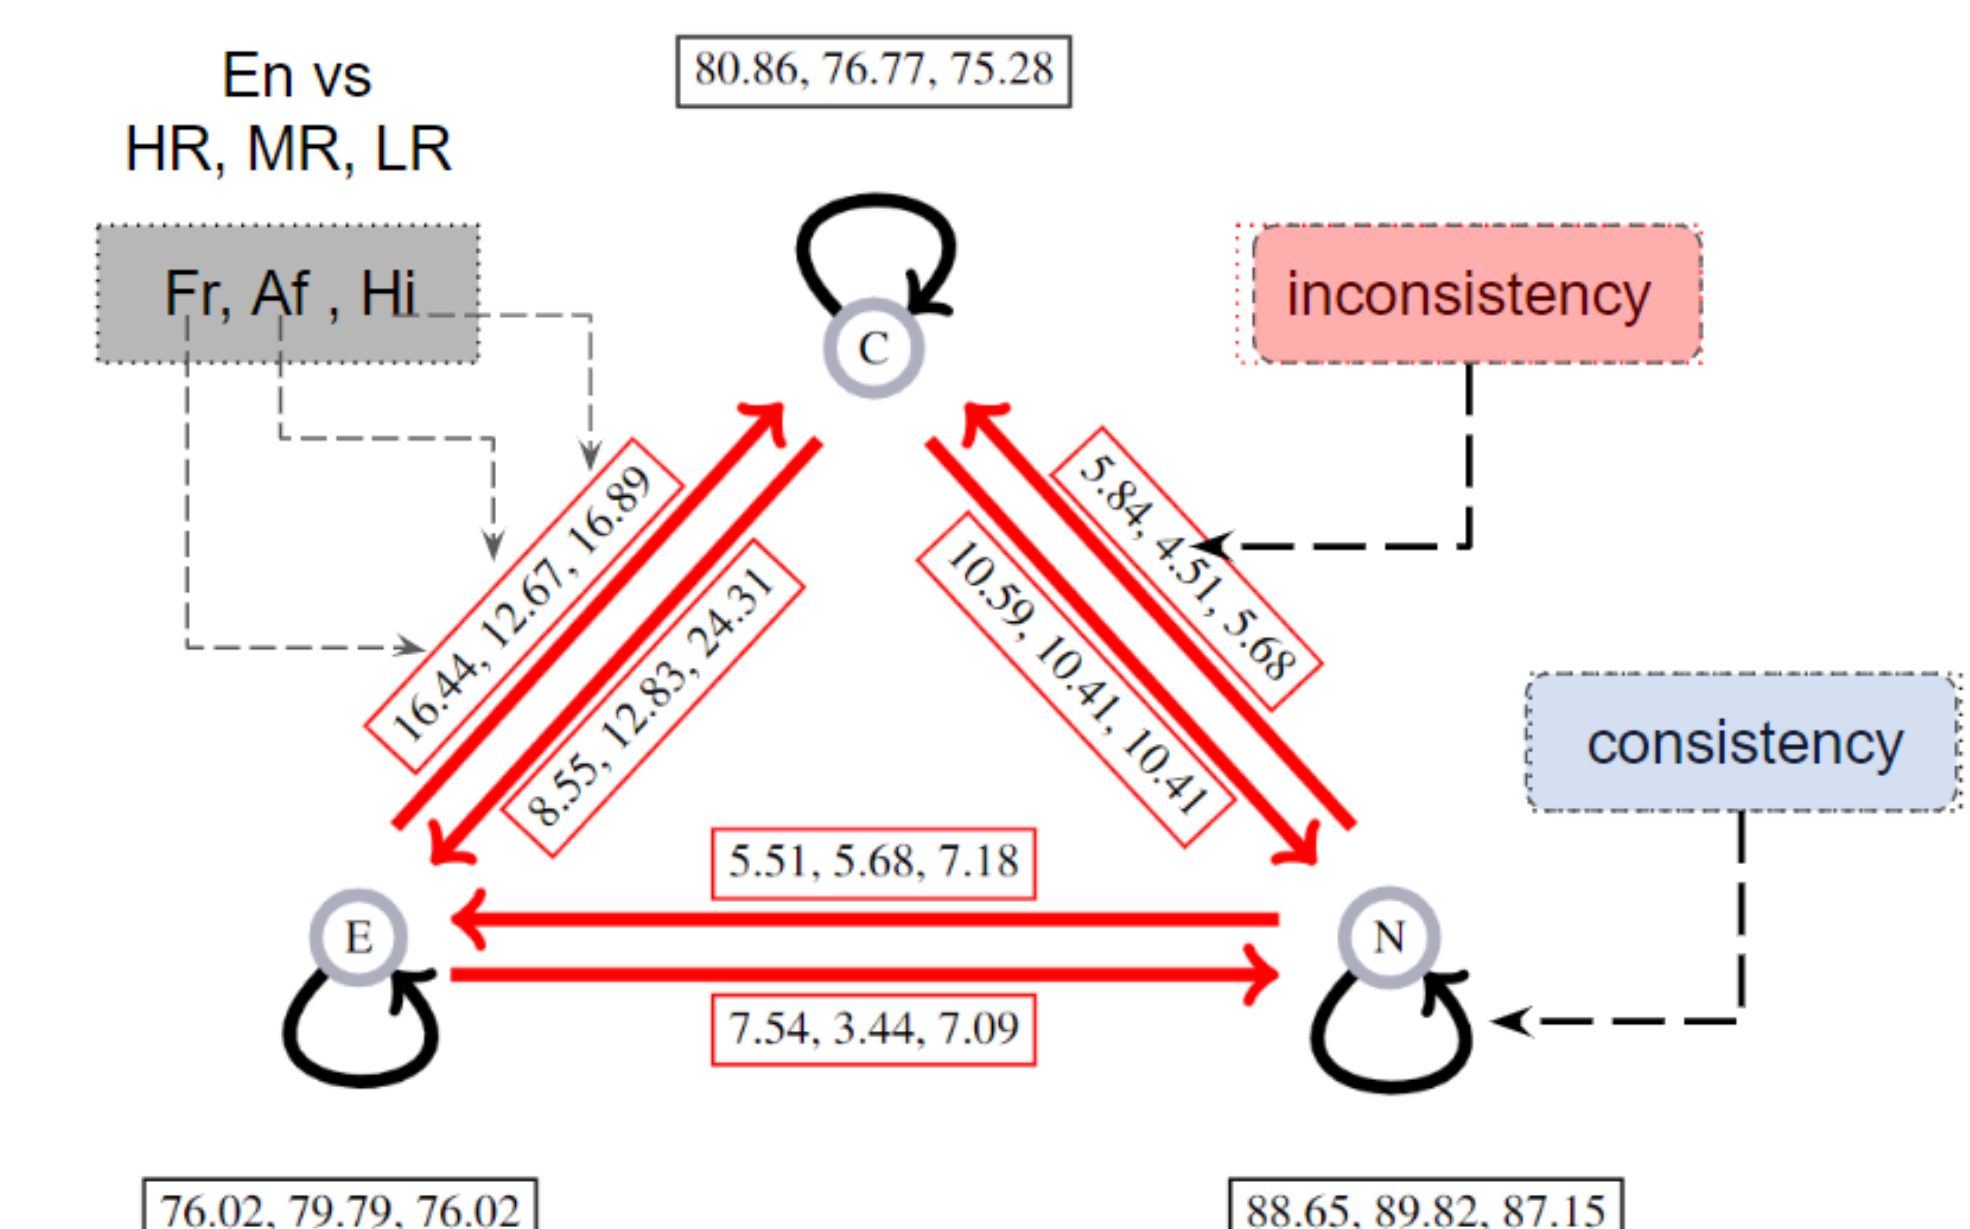 80.86, 76.77, 75.28
En vs
HR, MR, LR
Fr, Af , Hi
inconsistency
C
16.44, 12.67, 16.89
8.55, 12.83, 24.31
5.84, 4.51, 5.68
10.59, 10.41, 10.41
consistency
5.51, 5.68, 7.18
E
N
7.54, 3.44, 7.09
76.02, 79.79, 76.02
88.65, 89.82, 87.15